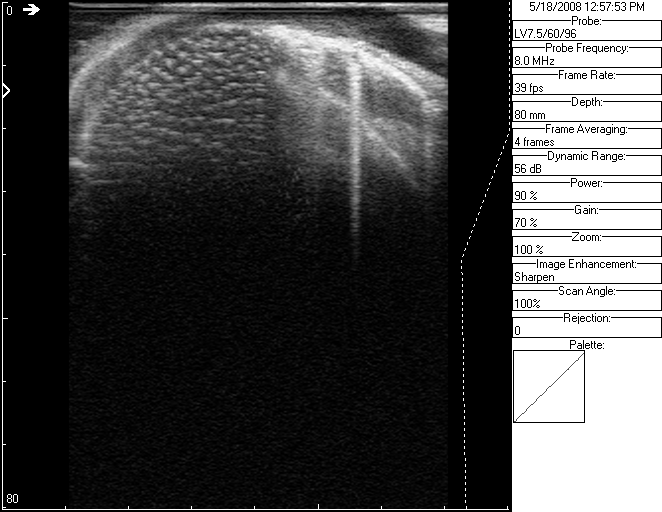 0
80
5/18/2008 12:57:53 PM
Probe:
LV7.5/60/96
Probe Frequency:
8.0 MHz
Frame Rate:
39 fps
Depth:
80 mm
Frame Averaging:
4 frames
Dynamic Range:
56 dB
Power:
90 %
Gain:
70 %
Zoom:
100 %
Image Enhancement:
Sharpen
Scan Angle:
100%
Rejection:
0
Palette: